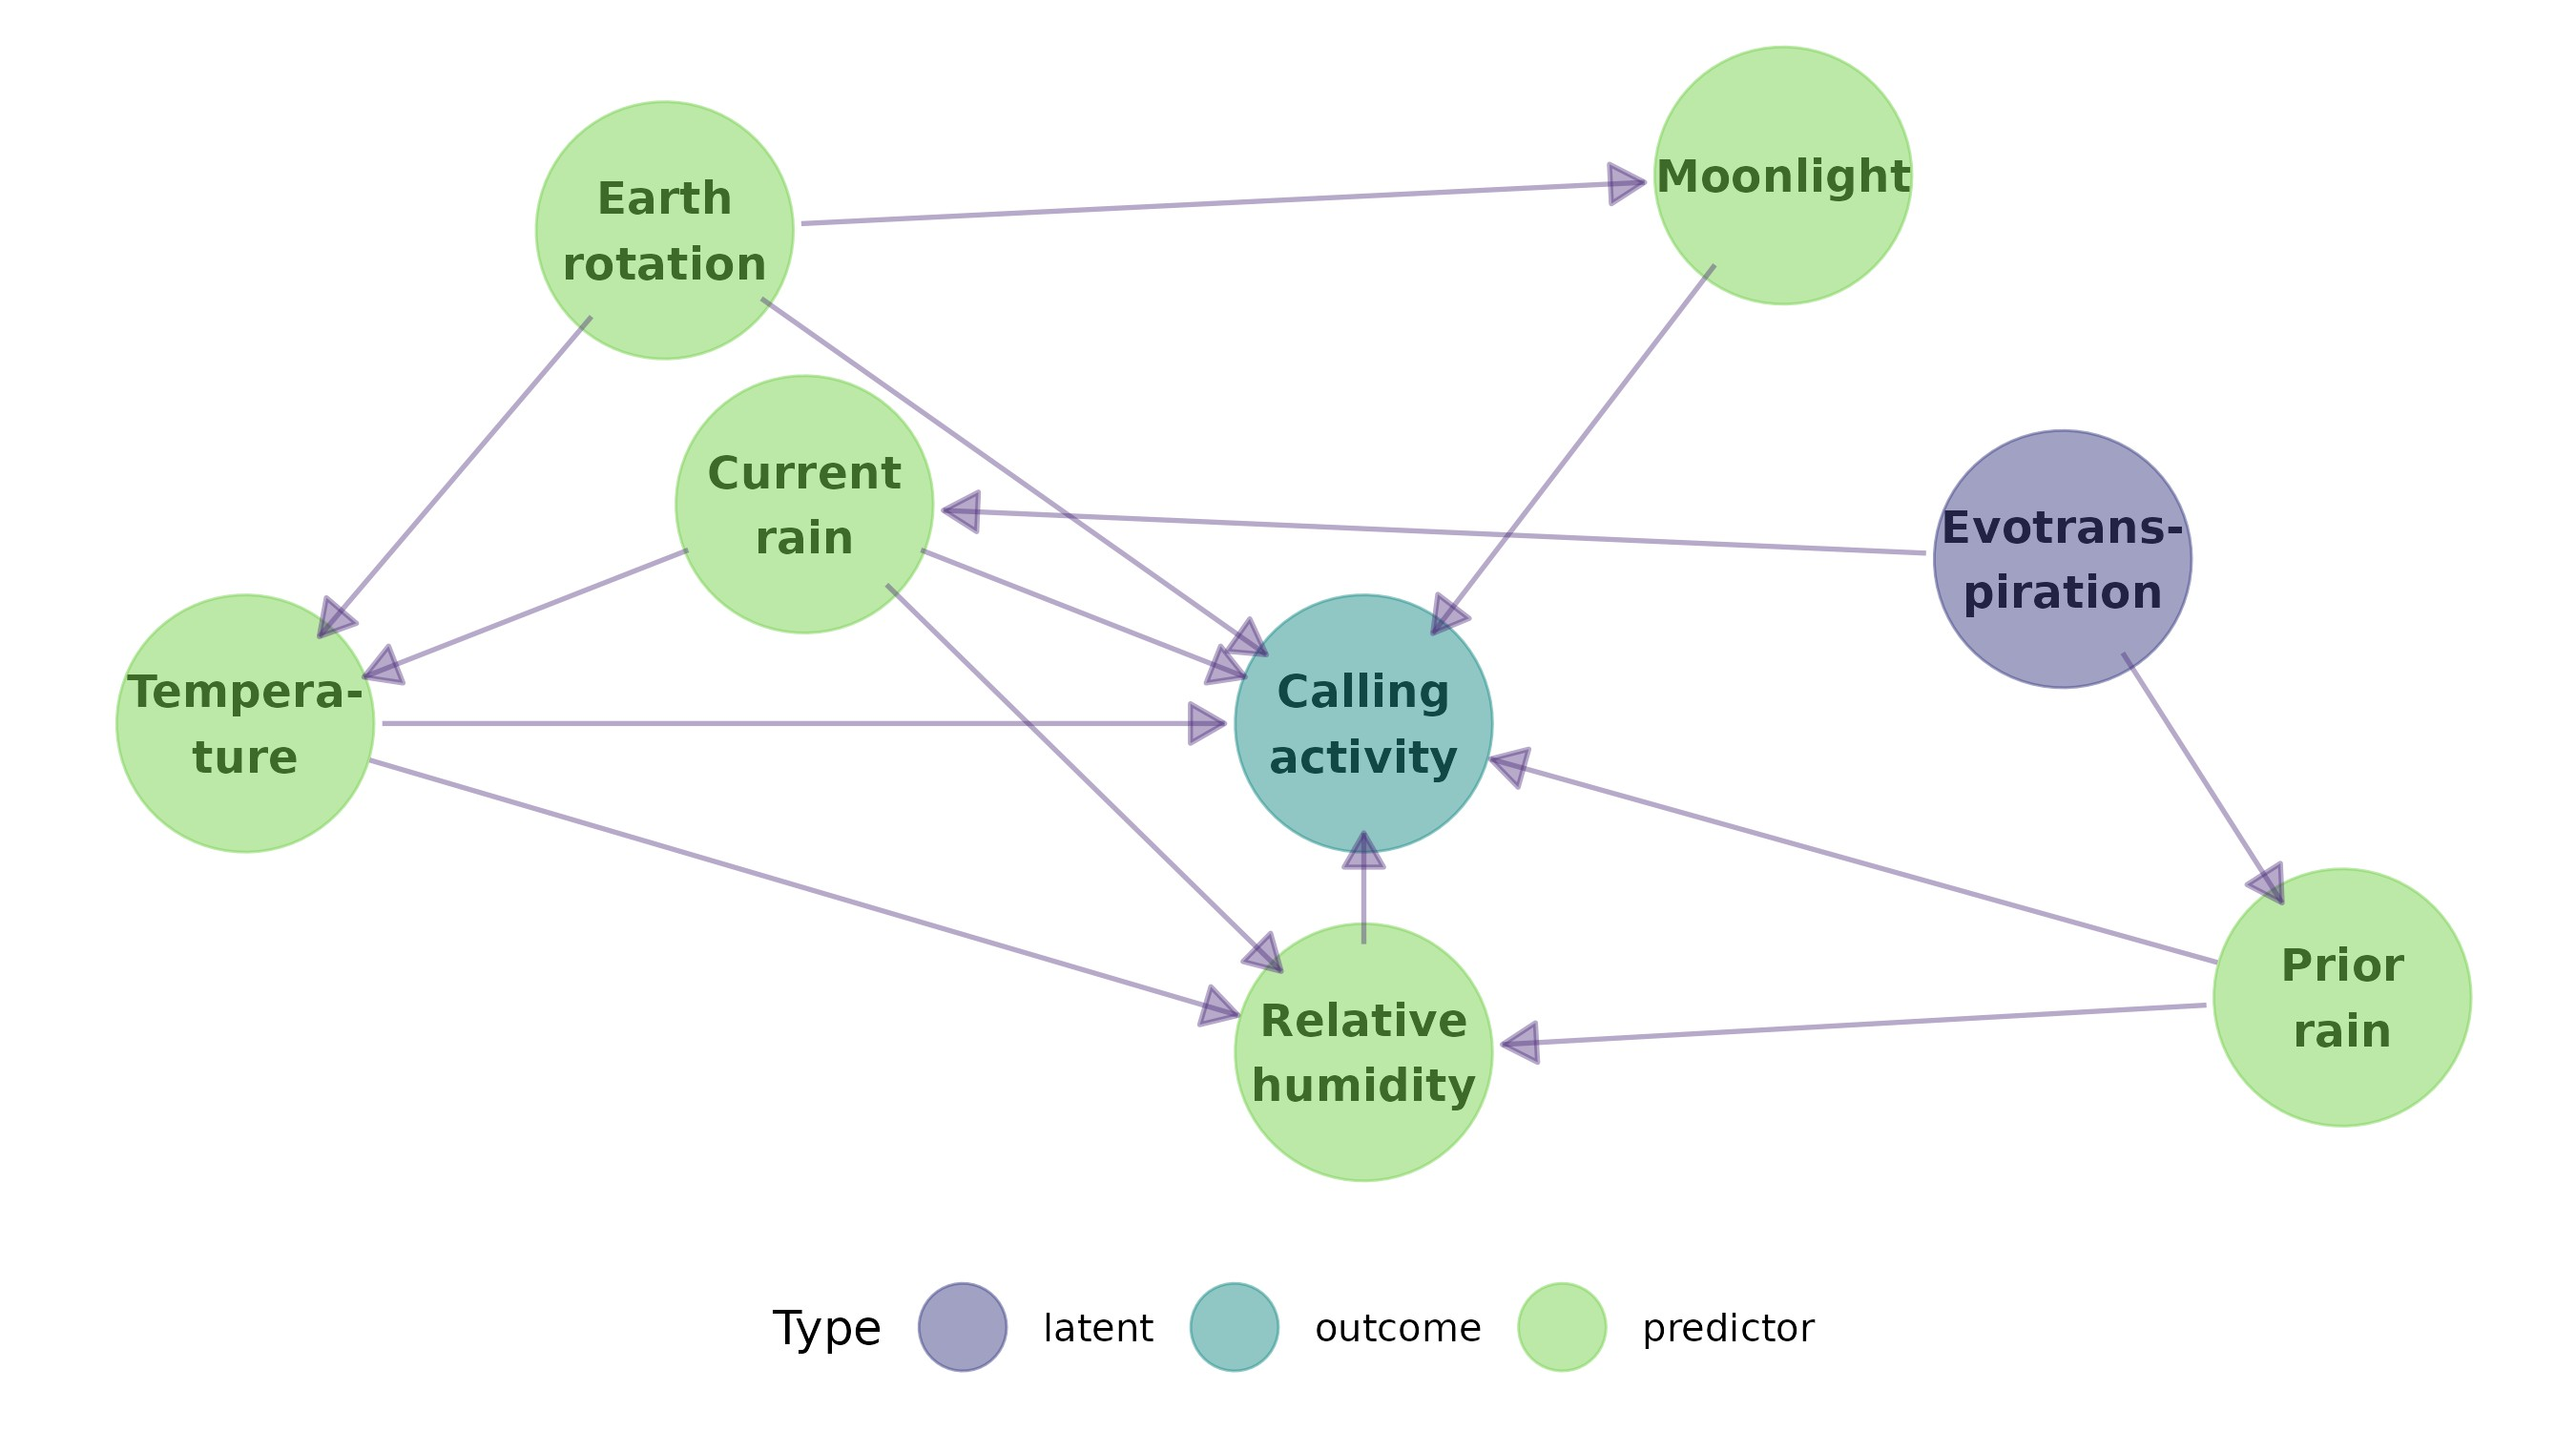 Earth
rotation
Moonlight
Current
rain
Evotrans-
piration
Tempera-
ture
Calling
activity
Prior
rain
Relative
humidity
Type
latent
outcome
predictor